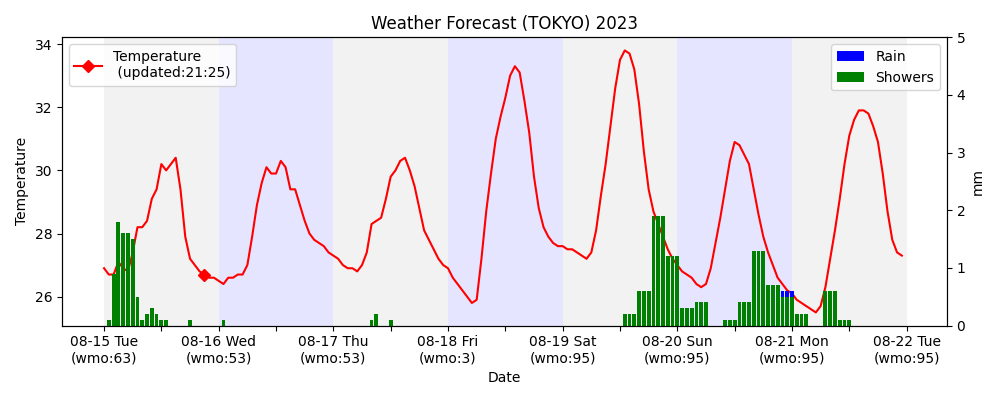 Weather Forecast (TOKYO) 2023
Temperature
(updated:21:25)
Rain
Showers
34
32
30
28
26
Temperature
5
4
3
2
1
0
mm
08-15 Tue
(wmo:63)
08-16 Wed
(wmo:53)
08-17 Thu
(wmo:53)
08-18 Fri
(wmo:3)
08-19 Sat
(wmo:95)
08-20 Sun
(wmo:95)
08-21 Mon
(wmo:95)
08-22 Tue
(wmo:95)
Date